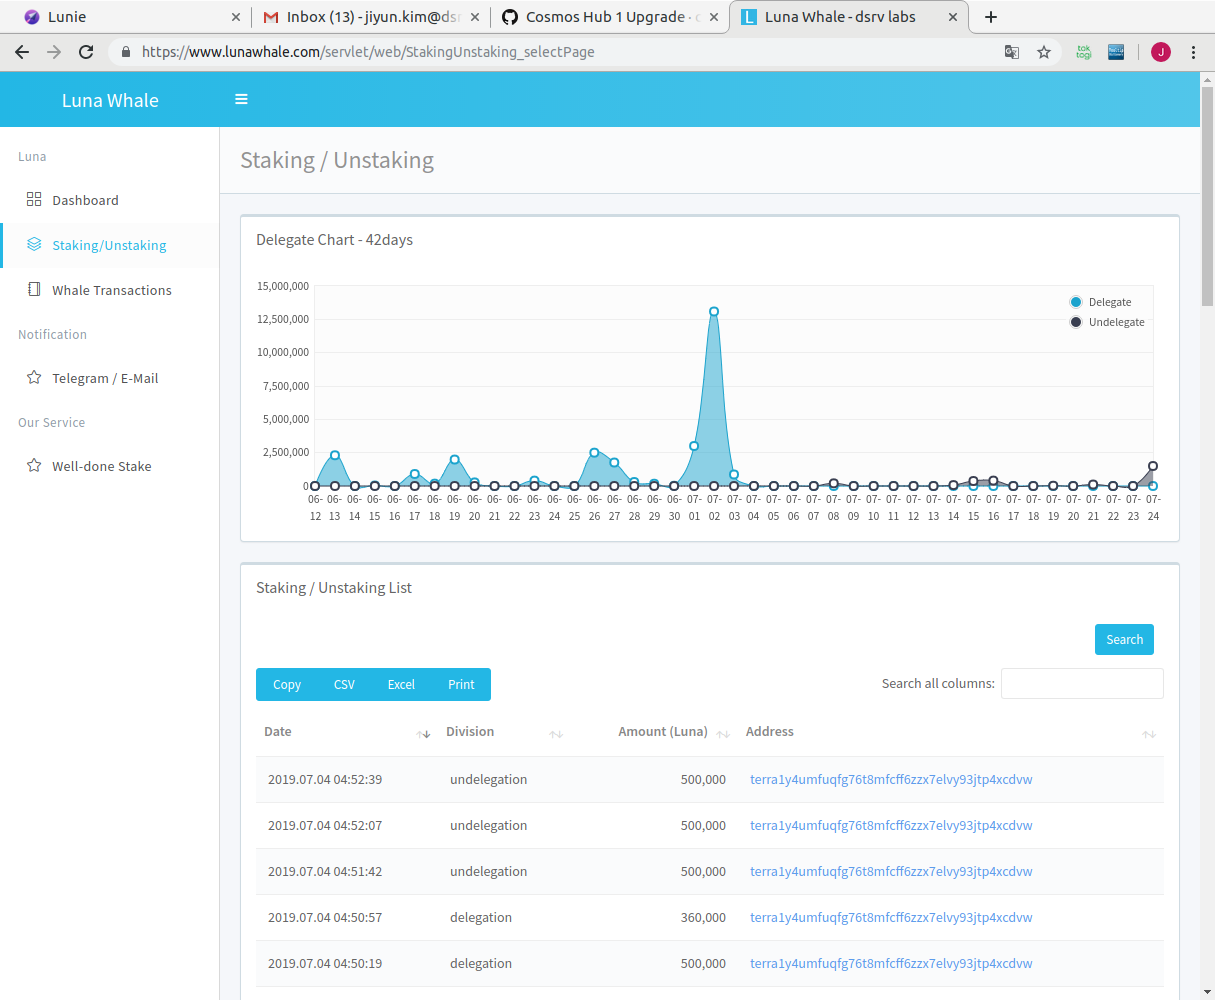 Lunie
Inbox (13) - jiyun.kim@dsr
Cosmos Hub 1 Upgrade · c
Luna Whale - dsrv labs
https://www.lunawhale.com/servlet/web/StakingUnstaking_selectPage
tok
togi
J
Luna Whale
Luna
Dashboard
Staking/Unstaking
Whale Transactions
Notification
Telegram / E-Mail
Our Service
Well-done Stake
Staking / Unstaking
Delegate Chart - 42days
15,000,000
12,500,000
10,000,000
7,500,000
5,000,000
2,500,000
0
Delegate
Undelegate
06- 06- 06- 06- 06- 06- 06- 06- 06- 06- 06- 06- 06- 06- 06- 06- 06- 06- 06- 07- 07- 07- 07- 07- 07- 07- 07- 07- 07- 07- 07- 07- 07- 07- 07- 07- 07- 07- 07- 07- 07- 07- 07-
12 13 14 15 16 17 18 19 20 21 22 23 24 25 26 27 28 29 30 01 02 03 04 05 06 07 08 09 10 11 12 13 14 15 16 17 18 19 20 21 22 23 24
Staking / Unstaking List
Search
Copy CSV Excel Print
Search all columns:
Date Division Amount (Luna) Address
2019.07.04 04:52:39 undelegation 500,000 terra1y4umfuqfg76t8mfcff6zzx7elvy93jtp4xcdvw
2019.07.04 04:52:07 undelegation 500,000 terra1y4umfuqfg76t8mfcff6zzx7elvy93jtp4xcdvw
2019.07.04 04:51:42 undelegation 500,000 terra1y4umfuqfg76t8mfcff6zzx7elvy93jtp4xcdvw
2019.07.04 04:50:57 delegation 360,000 terra1y4umfuqfg76t8mfcff6zzx7elvy93jtp4xcdvw
2019.07.04 04:50:19 delegation 500,000 terra1y4umfuqfg76t8mfcff6zzx7elvy93jtp4xcdvw